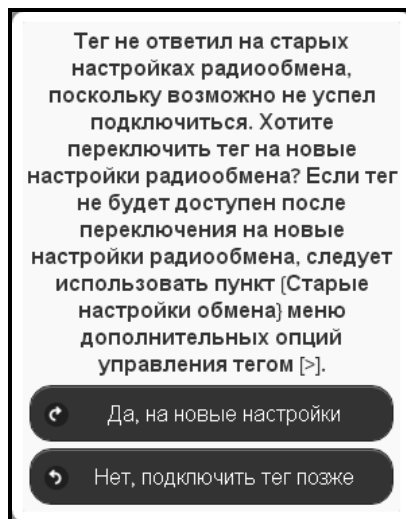 Тег не ответил на старых
настройках радиообмена,
поскольку возможно не успел
подключиться. Хотите
переключить тег на новые
настройки радиообмена? Если тег
не будет доступен после
переключения на новые
настройки радиообмена, следует
использовать пункт {Старые
настройки обмена} меню
дополнительных опций
управления тегом [>].
Да, на новые настройки
Нет, подключить тег позже